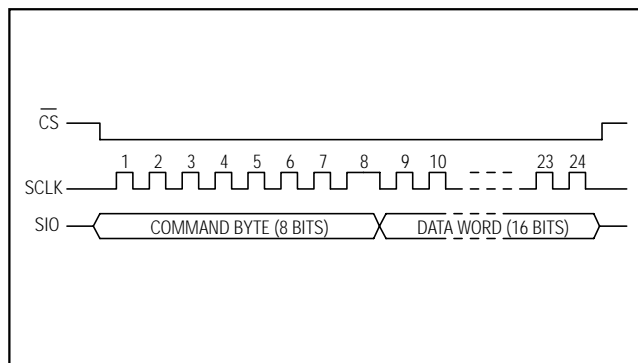 CS
1 2 3 4 5 6 7 8 9 10 23 24
SCLK
SIO COMMAND BYTE (8 BITS) DATA WORD (16 BITS)